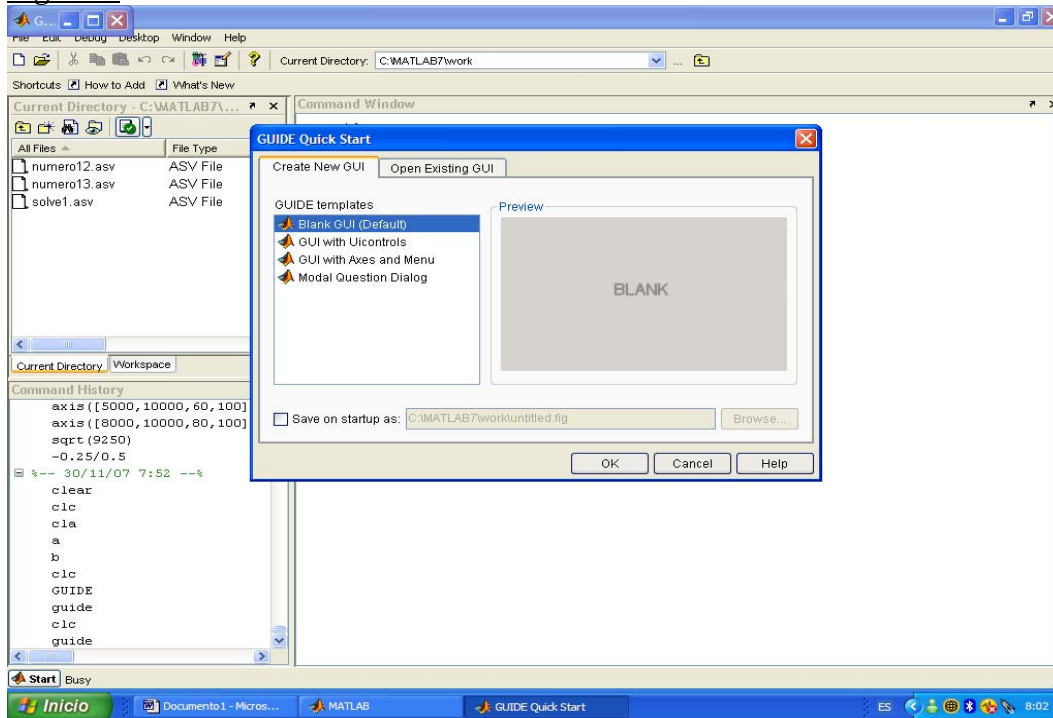 G...
File Edit Debug Desktop Window Help
Current Directory: C:\MATLAB7\work
...
Shortcuts How to Add What's New
Current Directory - C:\MATLAB7\...
All Files File Type
numero12.asv ASV File
numero13.asv ASV File
solve1.asv ASV File
Current Directory Workspace
Command History
axis([5000,10000,60,100]
axis([8000,10000,80,100]
sqrt(9250)
-0.25/0.5
%-- 30/11/07 7:52 --%
clear
clc
cla
a
b
clc
GUIDE
guide
clc
guide
Command Window
GUIDE Quick Start
Create New GUI Open Existing GUI
GUIDE templates
Blank GUI (Default)
GUI with Uicontrols
GUI with Axes and Menu
Modal Question Dialog
Preview
BLANK
Save on startup as: C:\MATLAB7\work\untitled.fig Browse...
OK Cancel Help
Start Busy
Inicio Documento1 - Micros... MATLAB GUIDE Quick Start ES 8:02